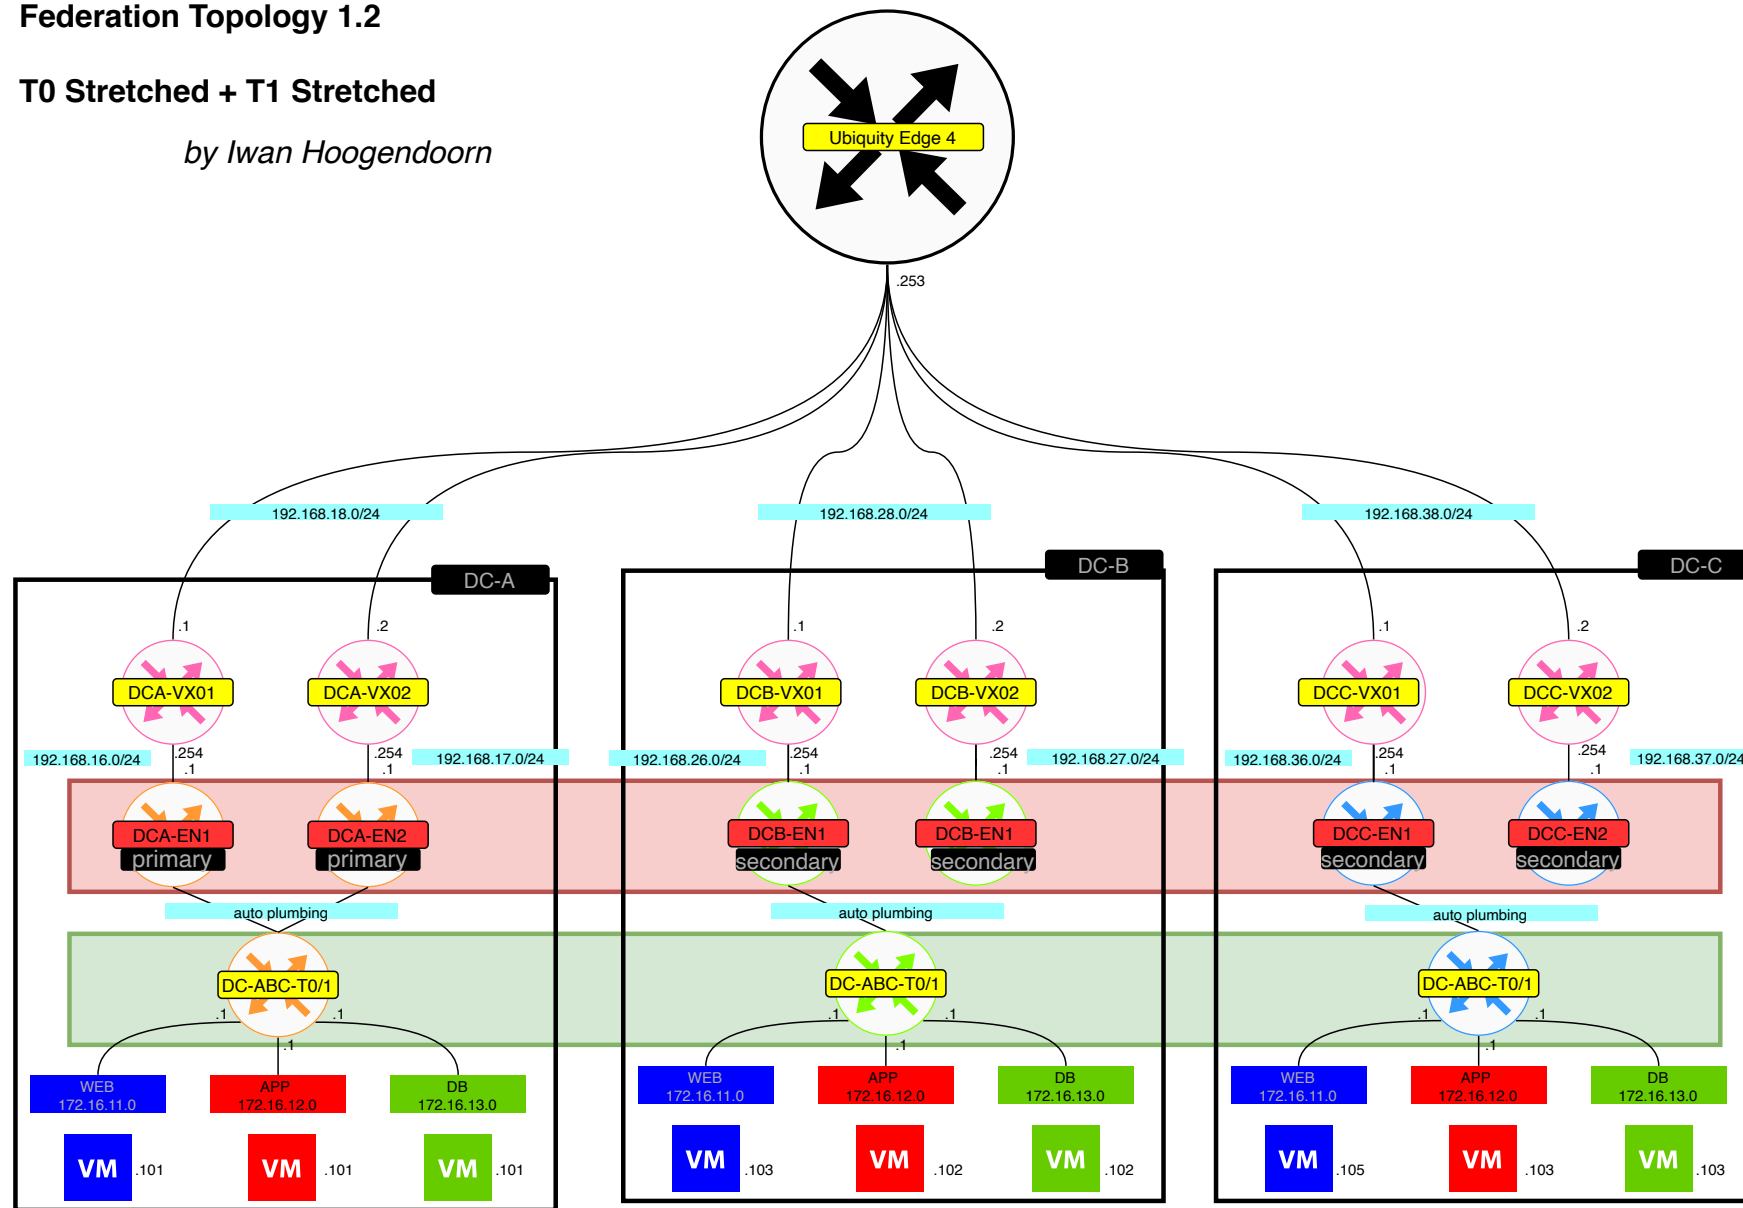 Federation Topology 1.2
T0 Stretched + T1 Stretched
by Iwan Hoogendoorn
Ubiquity Edge 4
.253
192.168.18.0/24
192.168.28.0/24
192.168.38.0/24
DC-A
DC-B
DC-C
.1
.2
.1
.2
.1
.2
DCA-VX01
DCA-VX02
DCB-VX01
DCB-VX02
DCC-VX01
DCC-VX02
192.168.16.0/24
.254
.254
192.168.17.0/24
192.168.26.0/24
.254
.254
192.168.27.0/24
192.168.36.0/24
.254
.254
192.168.37.0/24
.1
.1
.1
.1
.1
.1
DCA-EN1
DCA-EN2
DCB-EN1
DCB-EN1
DCC-EN1
DCC-EN2
primary
primary
secondary
secondary
secondary
secondary
auto plumbing
auto plumbing
auto plumbing
DC-ABC-T0/1
DC-ABC-T0/1
DC-ABC-T0/1
.1
.1
.1
.1
.1
.1
.1
.1
.1
WEB
172.16.11.0
APP
172.16.12.0
DB
172.16.13.0
WEB
172.16.11.0
APP
172.16.12.0
DB
172.16.13.0
WEB
172.16.11.0
APP
172.16.12.0
DB
172.16.13.0
VM
.101
VM
.101
VM
.101
VM
.103
VM
.102
VM
.102
VM
.105
VM
.103
VM
.103